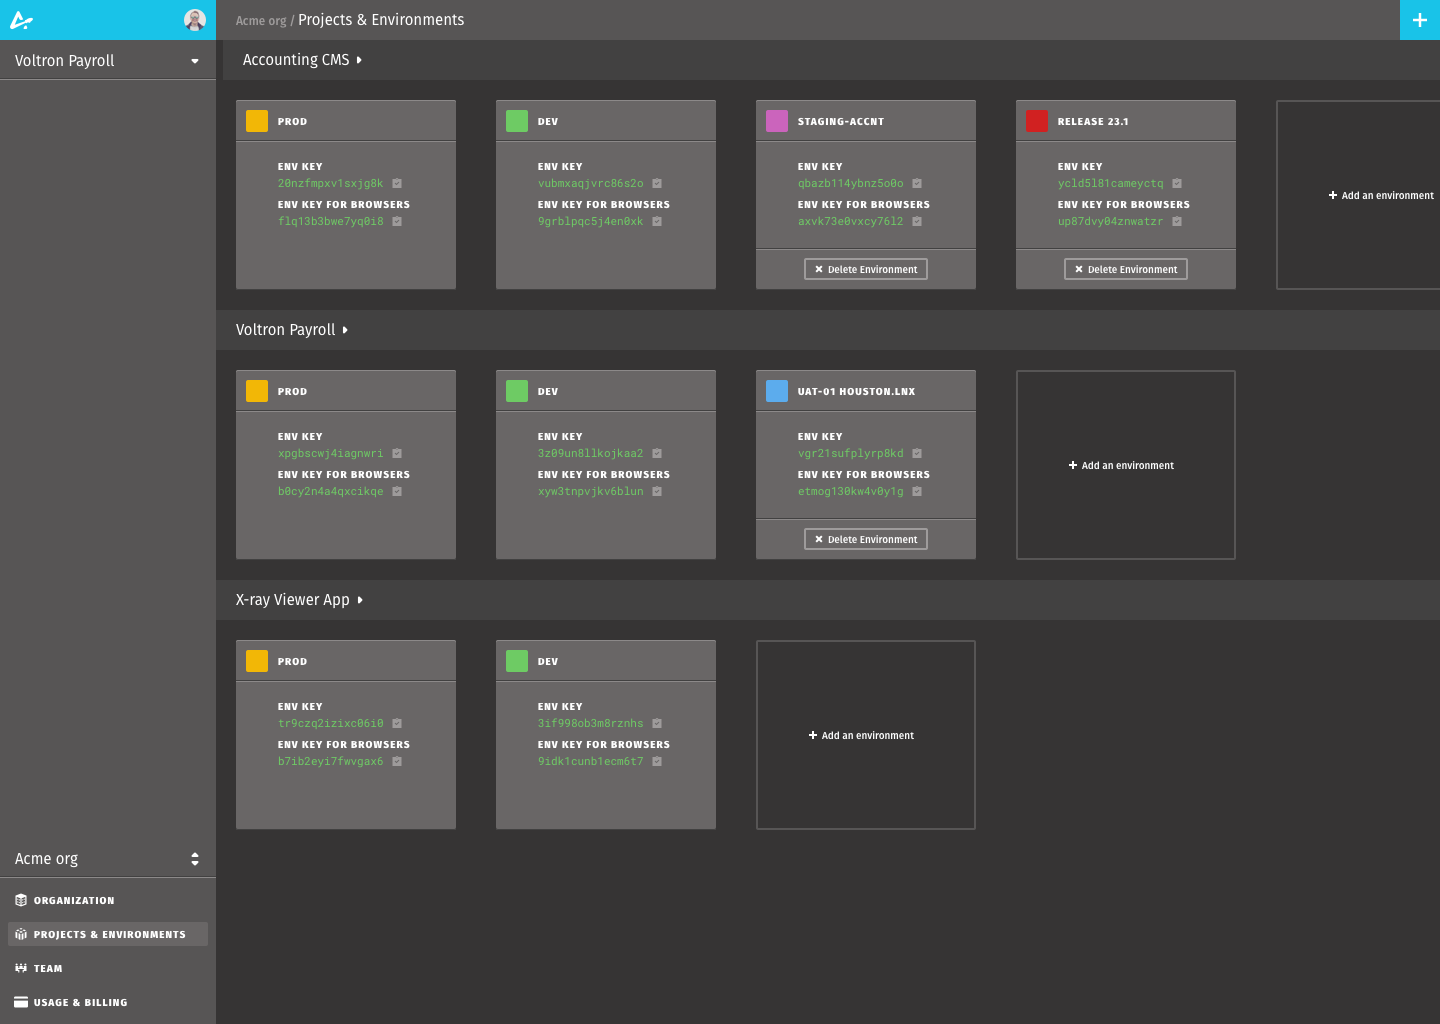 Acme org / Projects & Environments
Voltron Payroll
Accounting CMS
PROD
ENV KEY
20nzfmpxv1sxjg8k
ENV KEY FOR BROWSERS
flq13b3bwe7yq0i8
DEV
ENV KEY
vubmxaqjvrc86s2o
ENV KEY FOR BROWSERS
9grblpqc5j4en0xk
STAGING-ACCNT
ENV KEY
qbazb114ybnz5o0o
ENV KEY FOR BROWSERS
axvk73e0vxcy76l2
Delete Environment
RELEASE 23.1
ENV KEY
ycld5l81cameyctq
ENV KEY FOR BROWSERS
up87dvy04znwatzr
Delete Environment
Add an environment
Voltron Payroll
PROD
ENV KEY
xpgbscwj4iagnwri
ENV KEY FOR BROWSERS
b0cy2n4a4qxcikqe
DEV
ENV KEY
3z09un8llkojkaa2
ENV KEY FOR BROWSERS
xyw3tnpvjkv6blun
UAT-01 HOUSTON.LNX
ENV KEY
vgr21sufplyrp8kd
ENV KEY FOR BROWSERS
etmog130kw4v0y1g
Delete Environment
Add an environment
X-ray Viewer App
PROD
ENV KEY
tr9czq2izixc06i0
ENV KEY FOR BROWSERS
b7ib2eyi7fwvgax6
DEV
ENV KEY
3if998ob3m8rznhs
ENV KEY FOR BROWSERS
9idk1cunb1ecm6t7
Add an environment
Acme org
ORGANIZATION
PROJECTS & ENVIRONMENTS
TEAM
USAGE & BILLING